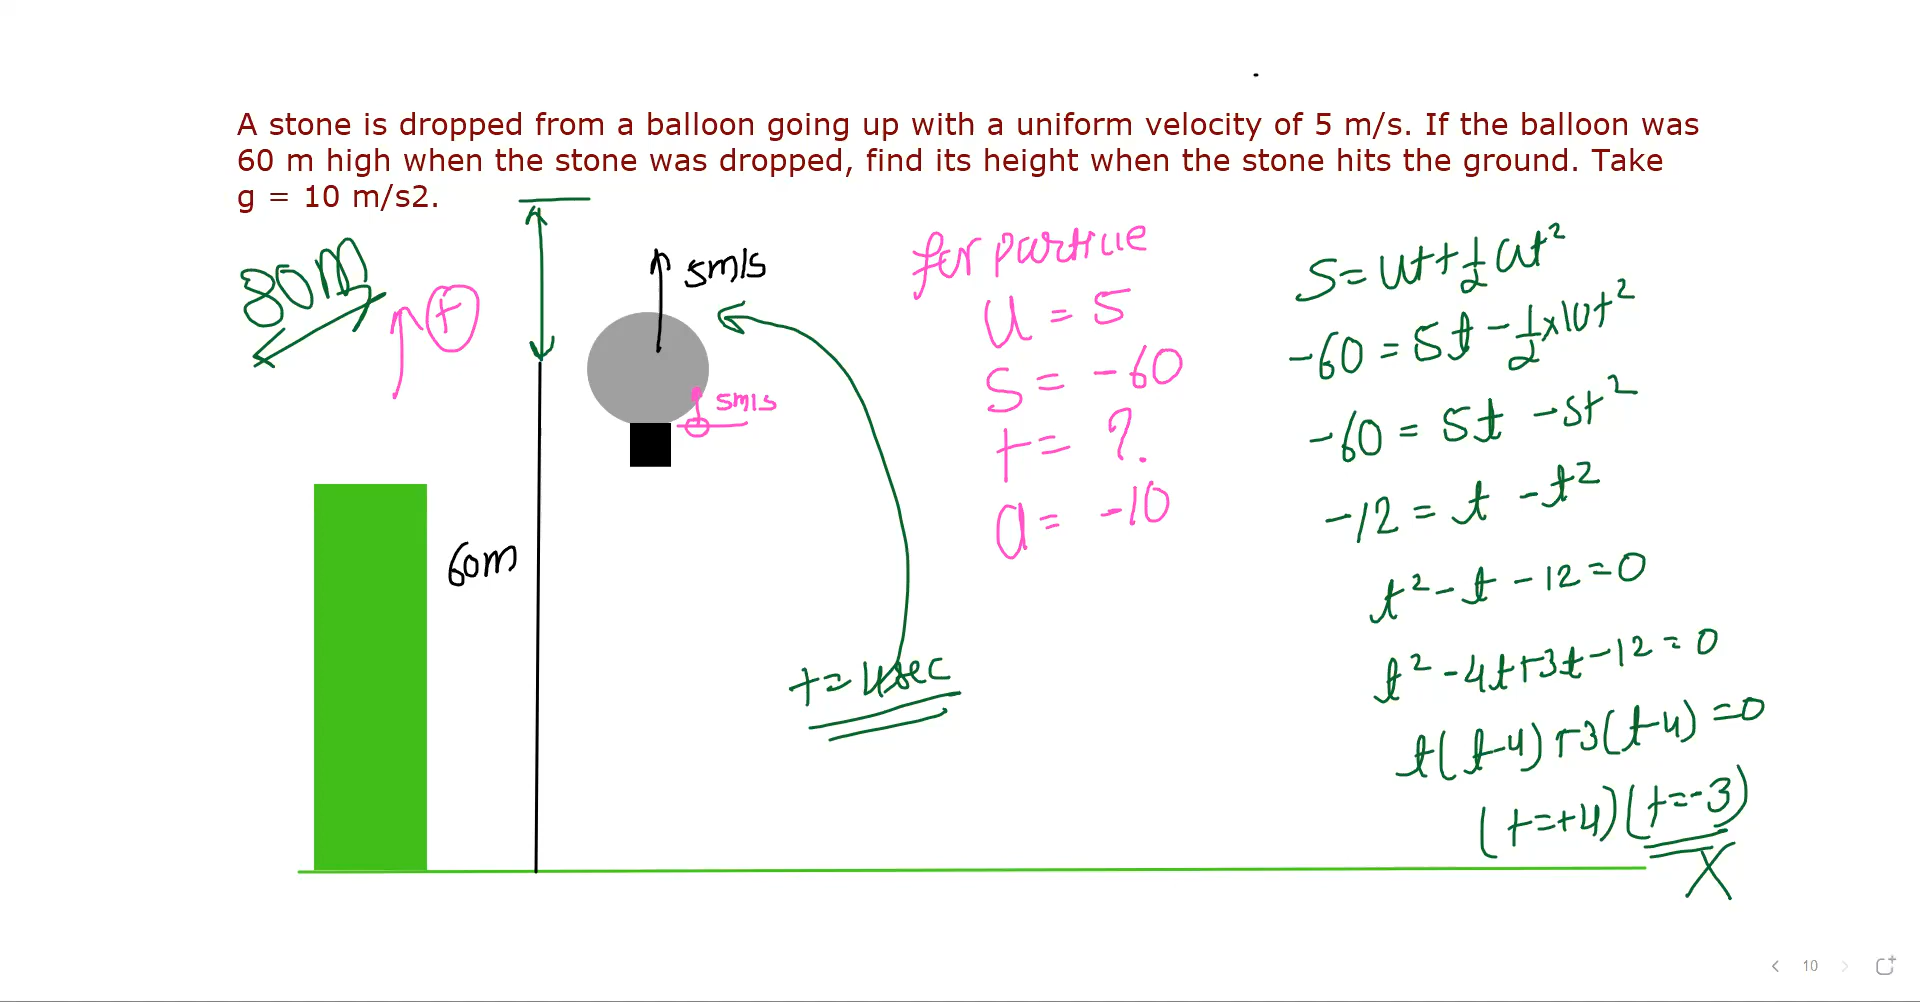 A stone is dropped from a balloon going up with a uniform velocity of 5 m/s. If the balloon was
60 m high when the stone was dropped, find its height when the stone hits the ground. Take
g = 10 m/s2.
80m
+
5m/s
5m/s
60m
for particle
u = 5
S = -60
t = ?
a = -10
t = 4sec
S = ut + 1/2 at²
-60 = 5t - 1/2 x 10t²
-60 = 5t - 5t²
-12 = t - t²
t² - t - 12 = 0
t² - 4t + 3t - 12 = 0
t(t-4) + 3(t-4) = 0
(t=+4)(t=-3)
X
10